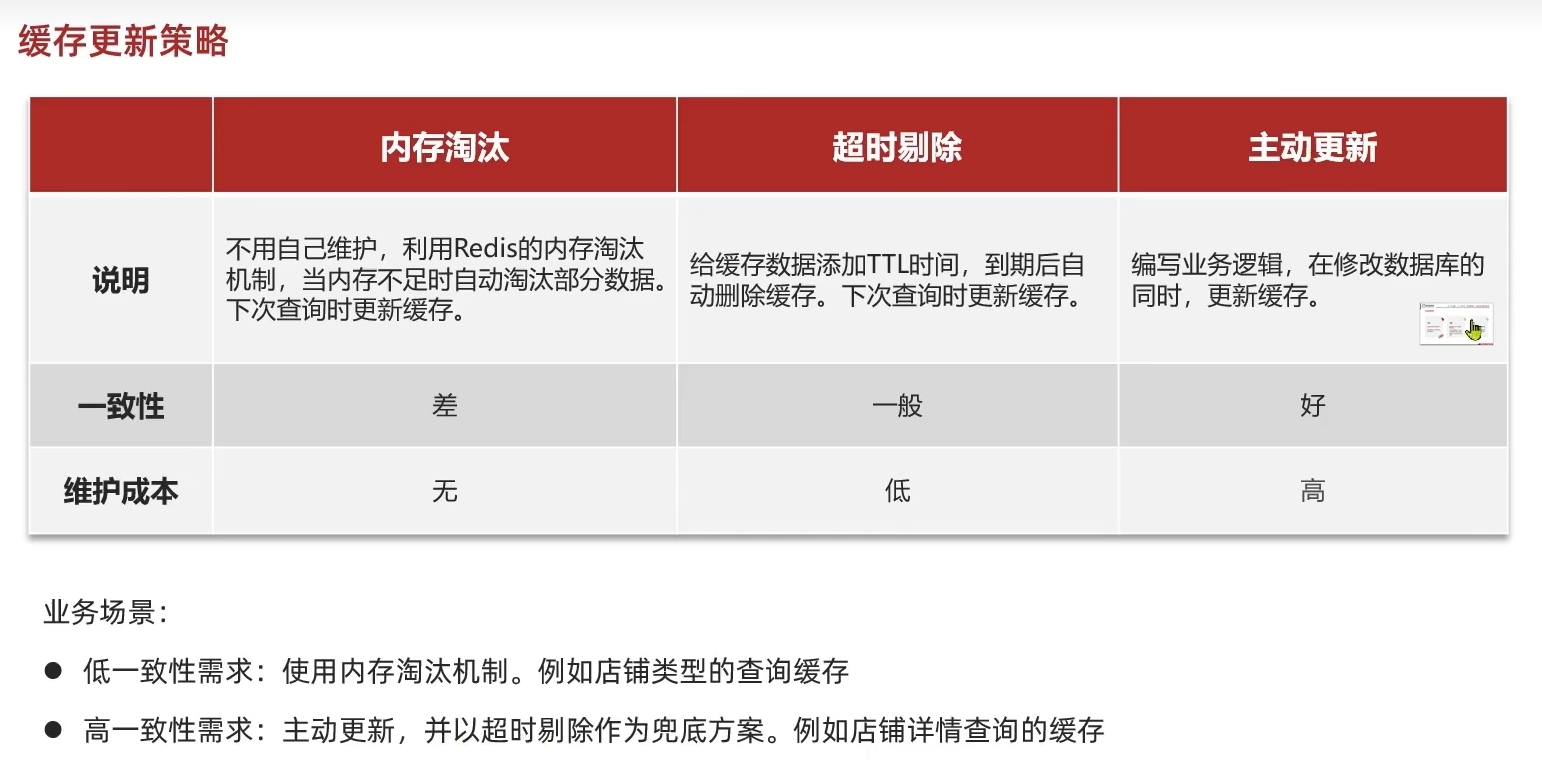 缓存更新策略
内存淘汰
超时剔除
主动更新
说明
不用自己维护，利用Redis的内存淘汰
机制，当内存不足时自动淘汰部分数据。
下次查询时更新缓存。
给缓存数据添加TTL时间，到期后自
动删除缓存。下次查询时更新缓存。
编写业务逻辑，在修改数据库的
同时，更新缓存。
一致性
差
一般
好
维护成本
无
低
高
业务场景：
● 低一致性需求：使用内存淘汰机制。例如店铺类型的查询缓存
● 高一致性需求：主动更新，并以超时剔除作为兜底方案。例如店铺详情查询的缓存